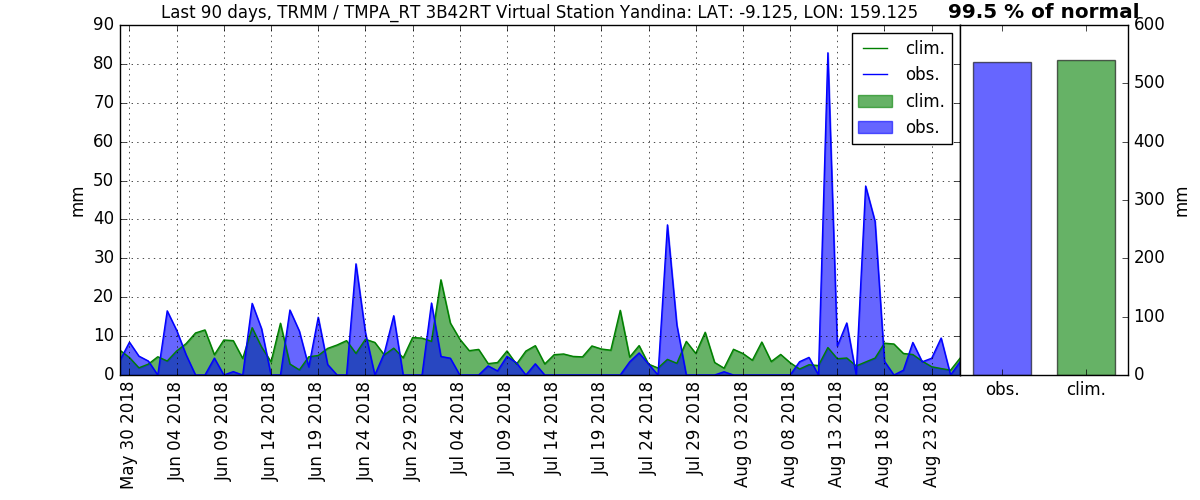 Last 90 days, TRMM / TMPA_RT 3B42RT Virtual Station Yandina: LAT: -9.125, LON: 159.125
99.5 % of normal
90
80
70
60
50
40
30
20
10
0
mm
clim.
obs.
clim.
obs.
600
500
400
300
200
100
0
mm
May 30 2018
Jun 04 2018
Jun 09 2018
Jun 14 2018
Jun 19 2018
Jun 24 2018
Jun 29 2018
Jul 04 2018
Jul 09 2018
Jul 14 2018
Jul 19 2018
Jul 24 2018
Jul 29 2018
Aug 03 2018
Aug 08 2018
Aug 13 2018
Aug 18 2018
Aug 23 2018
obs.
clim.